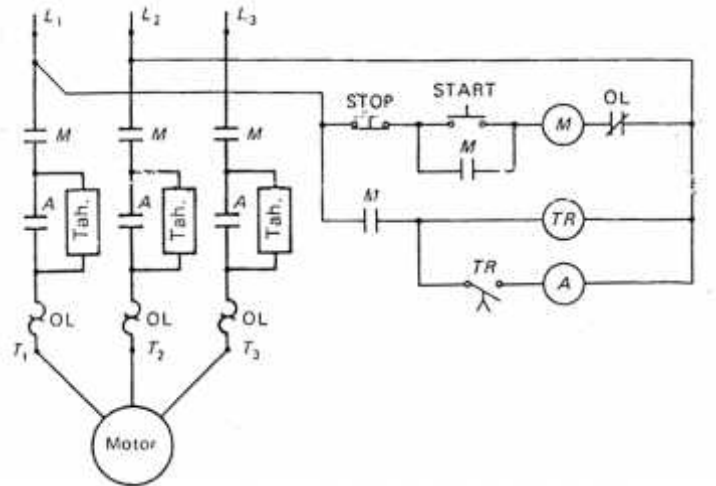 L1 L2 L3
STOP START OL
M M M M
M
A Tah. A Tah. A Tah. M TR
TR A
OL OL OL
T1 T2 T3
Motor